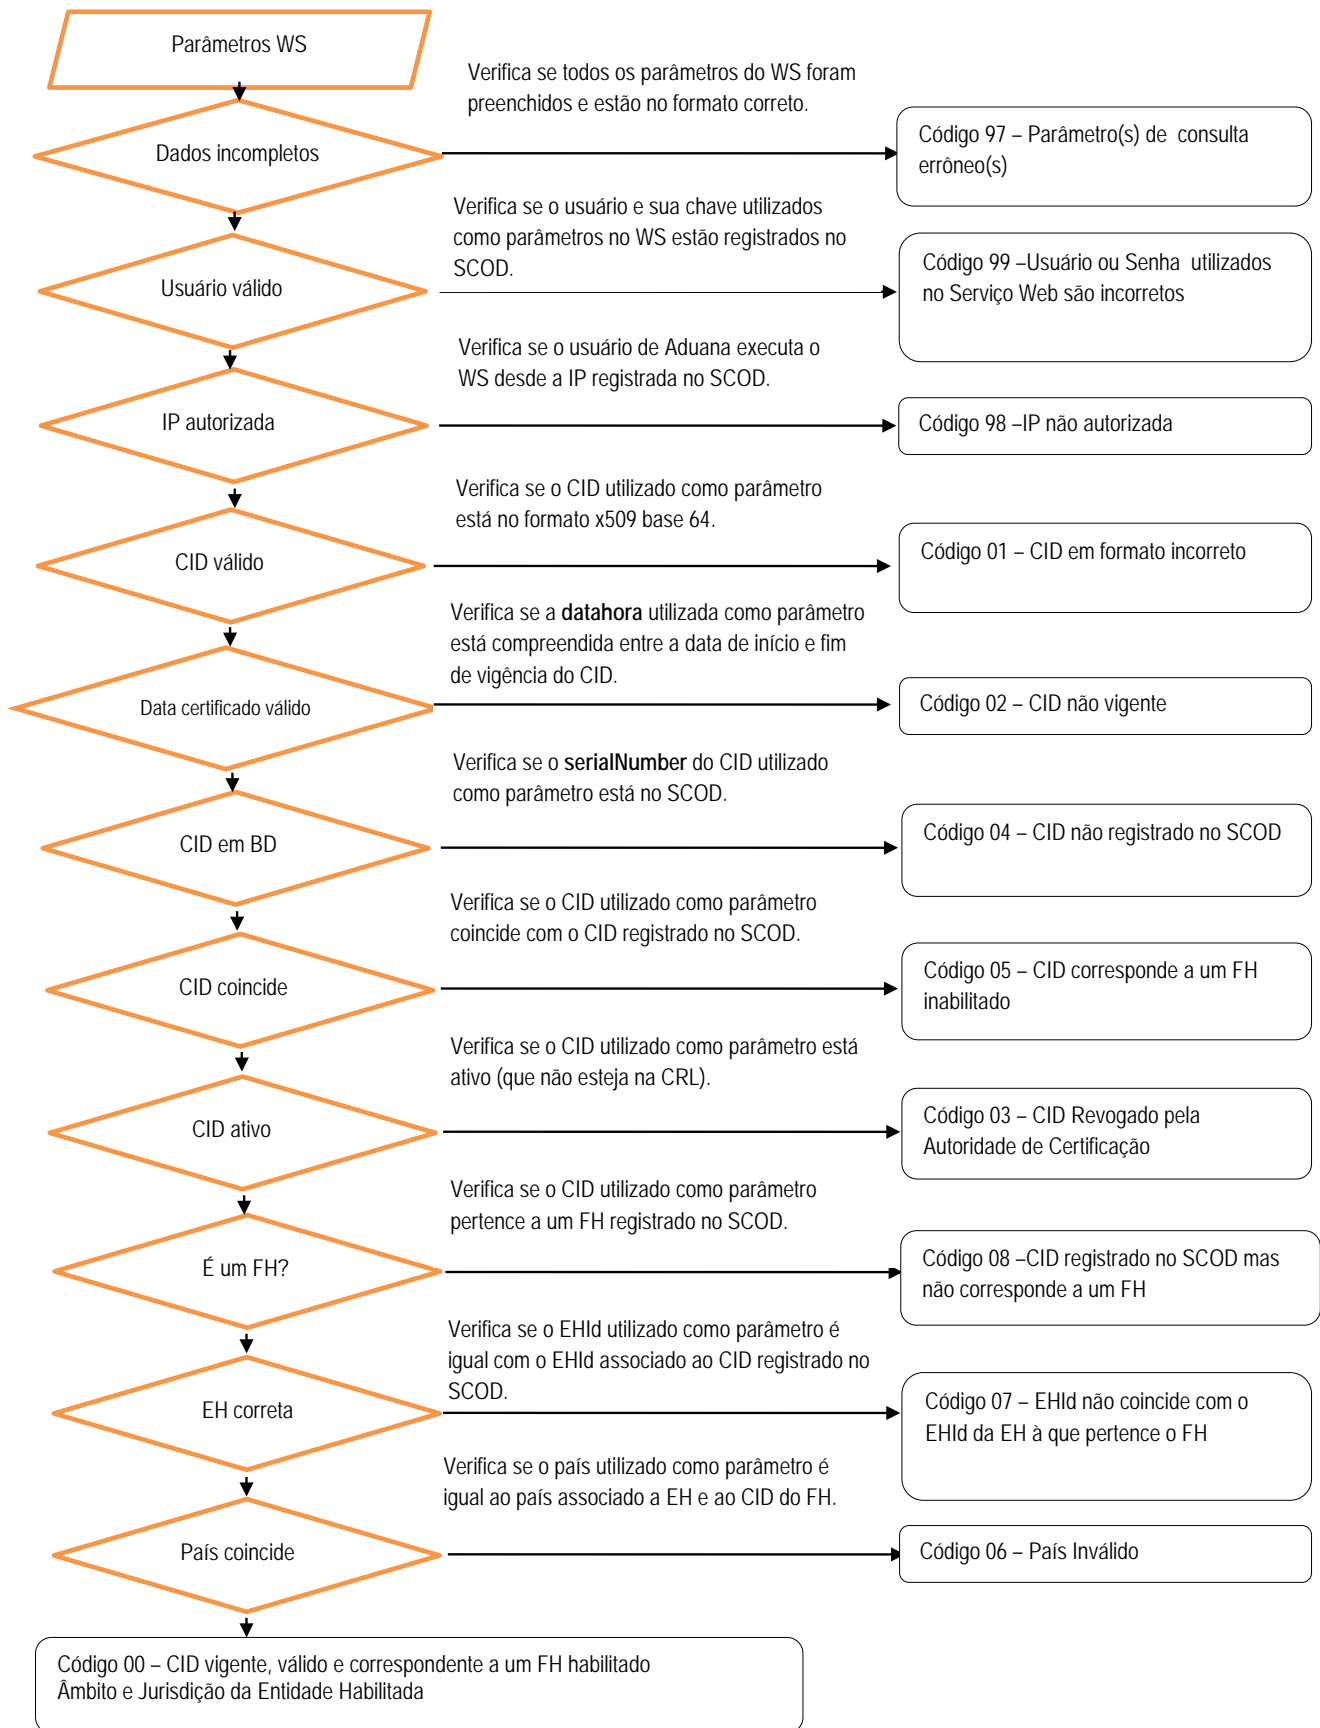 Parâmetros WS
Verifica se todos os parâmetros do WS foram
preenchidos e estão no formato correto.
Dados incompletos
Código 97 – Parâmetro(s) de consulta
errôneo(s)
Verifica se o usuário e sua chave utilizados
como parâmetros no WS estão registrados no
SCOD.
Usuário válido
Código 99 –Usuário ou Senha utilizados
no Serviço Web são incorretos
Verifica se o usuário de Aduana executa o
WS desde a IP registrada no SCOD.
IP autorizada
Código 98 –IP não autorizada
Verifica se o CID utilizado como parâmetro
está no formato x509 base 64.
CID válido
Código 01 – CID em formato incorreto
Verifica se a datahora utilizada como parâmetro
está compreendida entre a data de início e fim
de vigência do CID.
Data certificado válido
Código 02 – CID não vigente
Verifica se o serialNumber do CID utilizado
como parâmetro está no SCOD.
CID em BD
Código 04 – CID não registrado no SCOD
Verifica se o CID utilizado como parâmetro
coincide com o CID registrado no SCOD.
CID coincide
Código 05 – CID corresponde a um FH
inabilitado
Verifica se o CID utilizado como parâmetro está
ativo (que não esteja na CRL).
CID ativo
Código 03 – CID Revogado pela
Autoridade de Certificação
Verifica se o CID utilizado como parâmetro
pertence a um FH registrado no SCOD.
É um FH?
Código 08 –CID registrado no SCOD mas
não corresponde a um FH
Verifica se o EHId utilizado como parâmetro é
igual com o EHId associado ao CID registrado no
SCOD.
EH correta
Código 07 – EHId não coincide com o
EHId da EH à que pertence o FH
Verifica se o país utilizado como parâmetro é
igual ao país associado a EH e ao CID do FH.
País coincide
Código 06 – País Inválido
Código 00 – CID vigente, válido e correspondente a um FH habilitado
Âmbito e Jurisdição da Entidade Habilitada